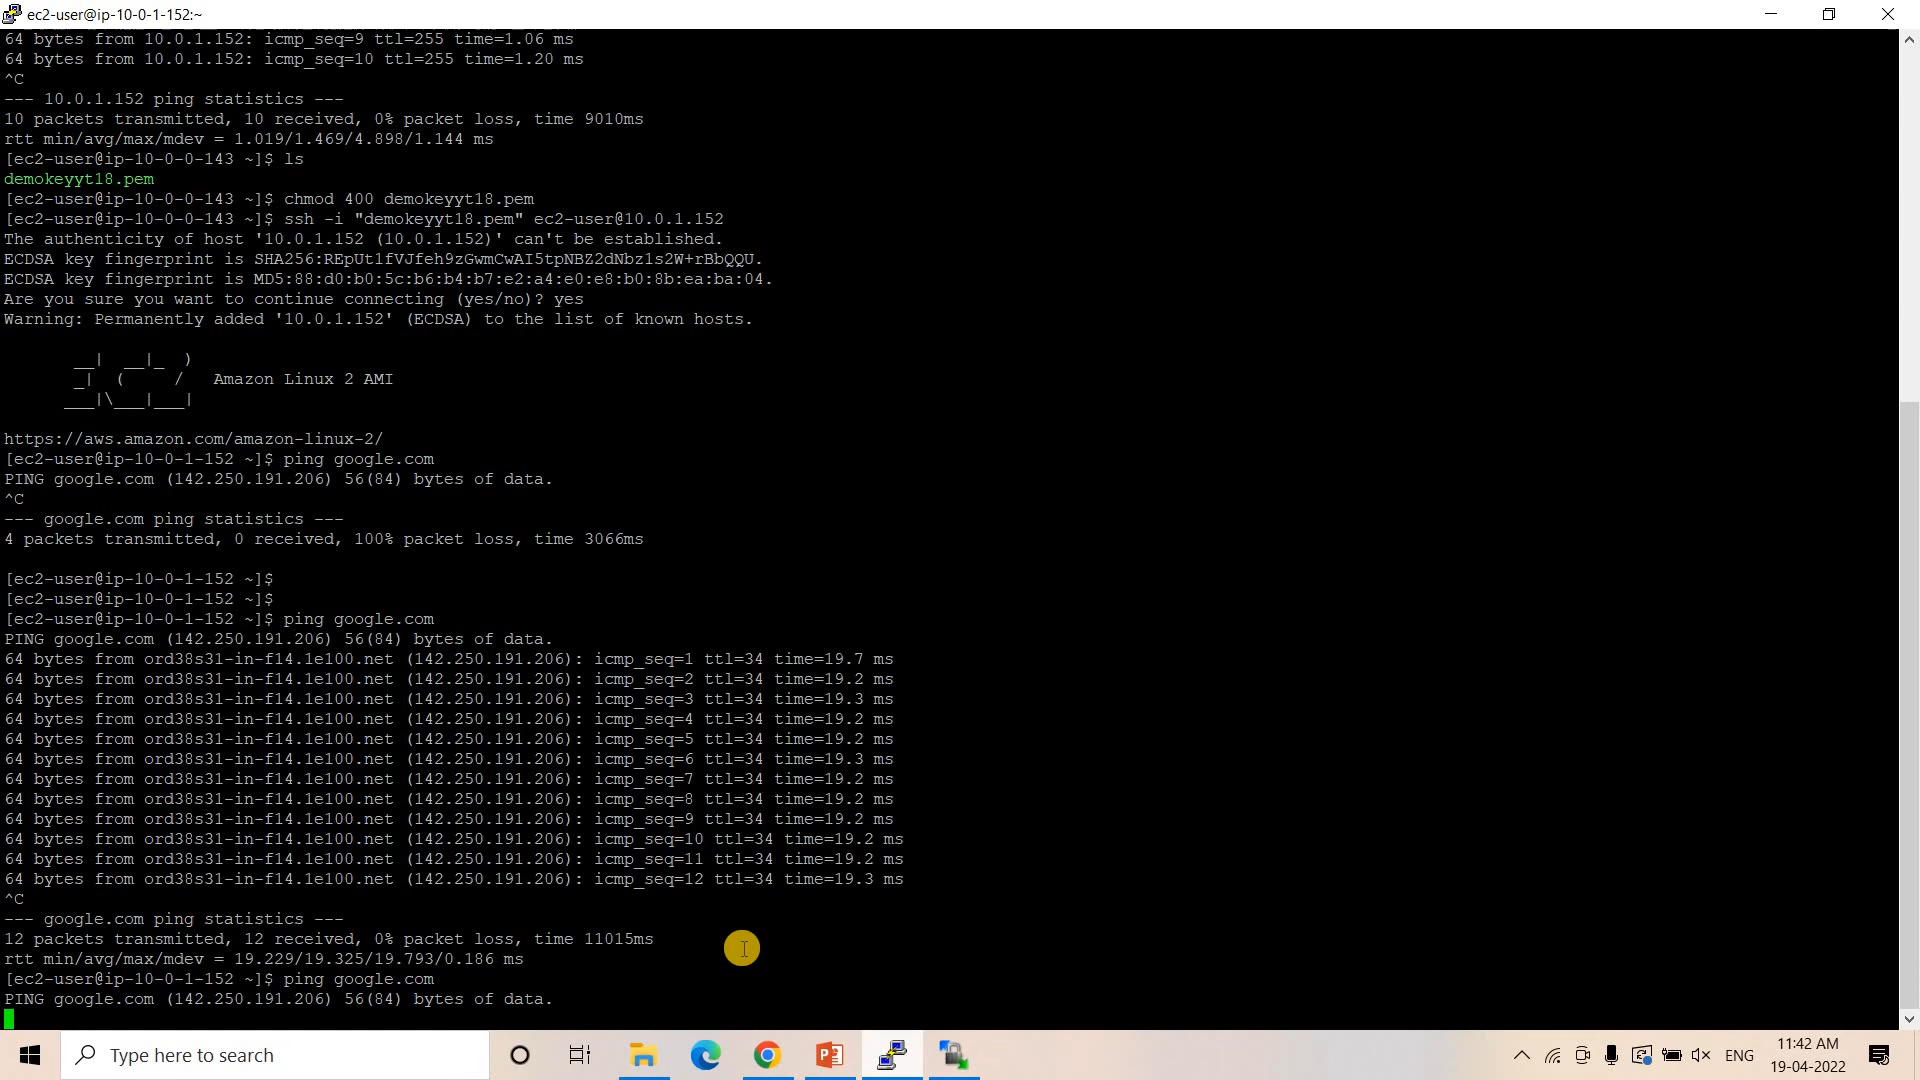 ec2-user@ip-10-0-1-152:~
64 bytes from 10.0.1.152: icmp_seq=9 ttl=255 time=1.06 ms
64 bytes from 10.0.1.152: icmp_seq=10 ttl=255 time=1.20 ms
^C
--- 10.0.1.152 ping statistics ---
10 packets transmitted, 10 received, 0% packet loss, time 9010ms
rtt min/avg/max/mdev = 1.019/1.469/4.898/1.144 ms
[ec2-user@ip-10-0-0-143 ~]$ ls
demokeyyt18.pem
[ec2-user@ip-10-0-0-143 ~]$ chmod 400 demokeyyt18.pem
[ec2-user@ip-10-0-0-143 ~]$ ssh -i "demokeyyt18.pem" ec2-user@10.0.1.152
The authenticity of host '10.0.1.152 (10.0.1.152)' can't be established.
ECDSA key fingerprint is SHA256:REpUt1fVJfeh9zGwmCwAI5tpNBZ2dNbz1s2W+rBbQQU.
ECDSA key fingerprint is MD5:88:d0:b0:5c:b6:b4:b7:e2:a4:e0:e8:b0:8b:ea:ba:04.
Are you sure you want to continue connecting (yes/no)? yes
Warning: Permanently added '10.0.1.152' (ECDSA) to the list of known hosts.
       __|  __|_  )
       _|  (     /   Amazon Linux 2 AMI
      ___|\___|___|
https://aws.amazon.com/amazon-linux-2/
[ec2-user@ip-10-0-1-152 ~]$ ping google.com
PING google.com (142.250.191.206) 56(84) bytes of data.
^C
--- google.com ping statistics ---
4 packets transmitted, 0 received, 100% packet loss, time 3066ms
[ec2-user@ip-10-0-1-152 ~]$
[ec2-user@ip-10-0-1-152 ~]$
[ec2-user@ip-10-0-1-152 ~]$ ping google.com
PING google.com (142.250.191.206) 56(84) bytes of data.
64 bytes from ord38s31-in-f14.1e100.net (142.250.191.206): icmp_seq=1 ttl=34 time=19.7 ms
64 bytes from ord38s31-in-f14.1e100.net (142.250.191.206): icmp_seq=2 ttl=34 time=19.2 ms
64 bytes from ord38s31-in-f14.1e100.net (142.250.191.206): icmp_seq=3 ttl=34 time=19.3 ms
64 bytes from ord38s31-in-f14.1e100.net (142.250.191.206): icmp_seq=4 ttl=34 time=19.2 ms
64 bytes from ord38s31-in-f14.1e100.net (142.250.191.206): icmp_seq=5 ttl=34 time=19.2 ms
64 bytes from ord38s31-in-f14.1e100.net (142.250.191.206): icmp_seq=6 ttl=34 time=19.3 ms
64 bytes from ord38s31-in-f14.1e100.net (142.250.191.206): icmp_seq=7 ttl=34 time=19.2 ms
64 bytes from ord38s31-in-f14.1e100.net (142.250.191.206): icmp_seq=8 ttl=34 time=19.2 ms
64 bytes from ord38s31-in-f14.1e100.net (142.250.191.206): icmp_seq=9 ttl=34 time=19.2 ms
64 bytes from ord38s31-in-f14.1e100.net (142.250.191.206): icmp_seq=10 ttl=34 time=19.2 ms
64 bytes from ord38s31-in-f14.1e100.net (142.250.191.206): icmp_seq=11 ttl=34 time=19.2 ms
64 bytes from ord38s31-in-f14.1e100.net (142.250.191.206): icmp_seq=12 ttl=34 time=19.3 ms
^C
--- google.com ping statistics ---
12 packets transmitted, 12 received, 0% packet loss, time 11015ms
rtt min/avg/max/mdev = 19.229/19.325/19.793/0.186 ms
[ec2-user@ip-10-0-1-152 ~]$ ping google.com
PING google.com (142.250.191.206) 56(84) bytes of data.
Type here to search
ENG
11:42 AM
19-04-2022